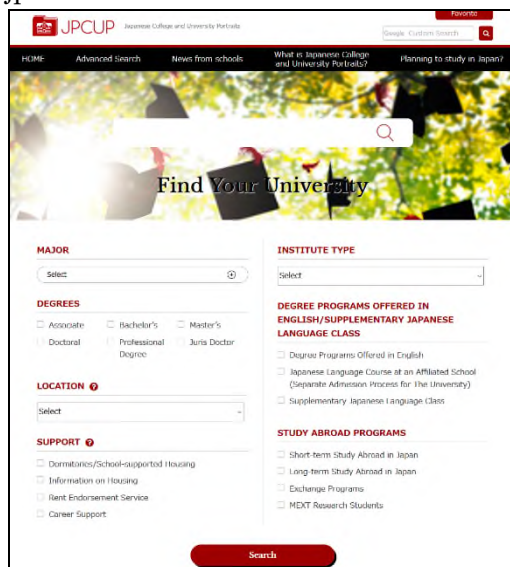 JPCUP Japanese College and University Portraits
Favorite
Google Custom Search
HOME
Advanced Search
News from schools
What is Japanese College
and University Portraits?
Planning to study in Japan?
Find Your University
MAJOR
Select
DEGREES
Associate Bachelor's Master's
Doctoral Professional Degree Juris Doctor
LOCATION
Select
SUPPORT
Dormitories/School-supported Housing
Information on Housing
Rent Endorsement Service
Career Support
INSTITUTE TYPE
Select
DEGREE PROGRAMS OFFERED IN
ENGLISH/SUPPLEMENTARY JAPANESE
LANGUAGE CLASS
Degree Programs Offered in English
Japanese Language Course at an Affiliated School
(Separate Admission Process for The University)
Supplementary Japanese Language Class
STUDY ABROAD PROGRAMS
Short-term Study Abroad in Japan
Long-term Study Abroad in Japan
Exchange Programs
MEXT Research Students
Search